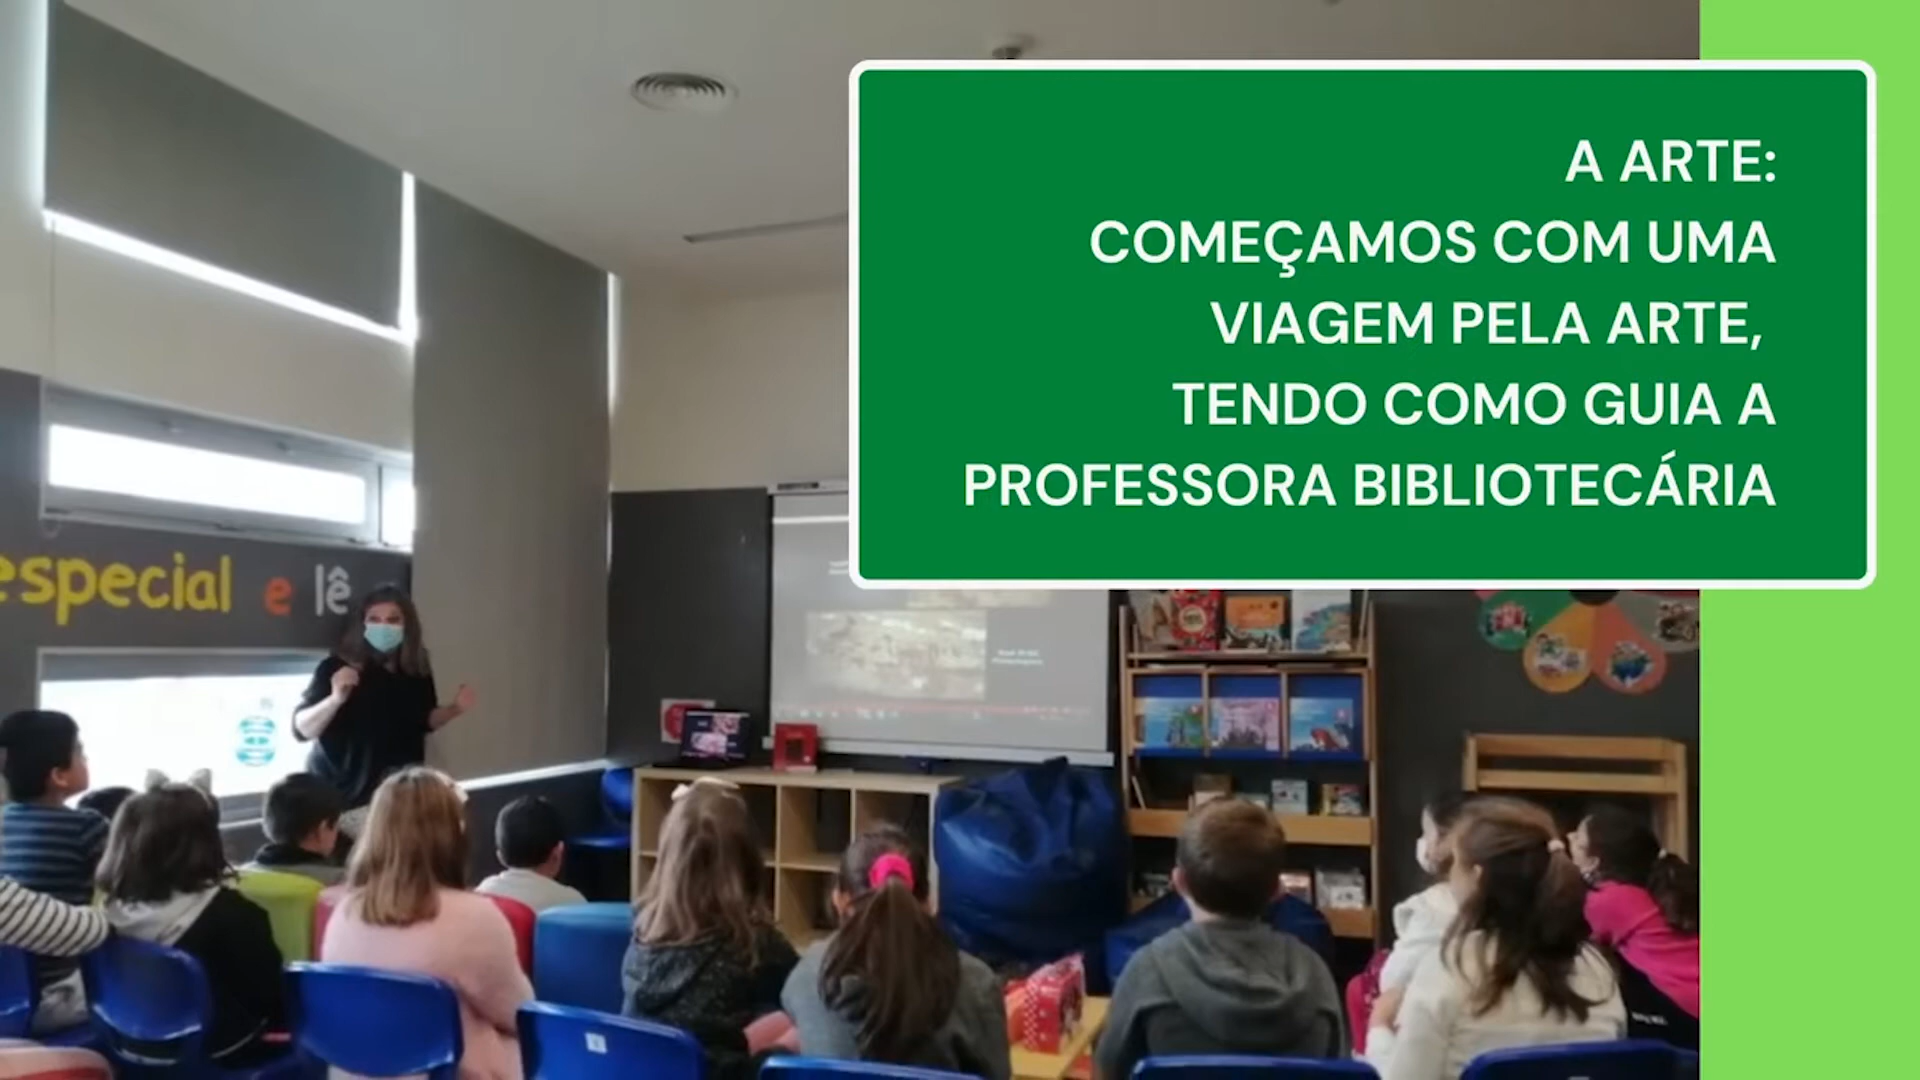 A ARTE:
COMEÇAMOS COM UMA
VIAGEM PELA ARTE,
TENDO COMO GUIA A
PROFESSORA BIBLIOTECÁRIA
especial e lê